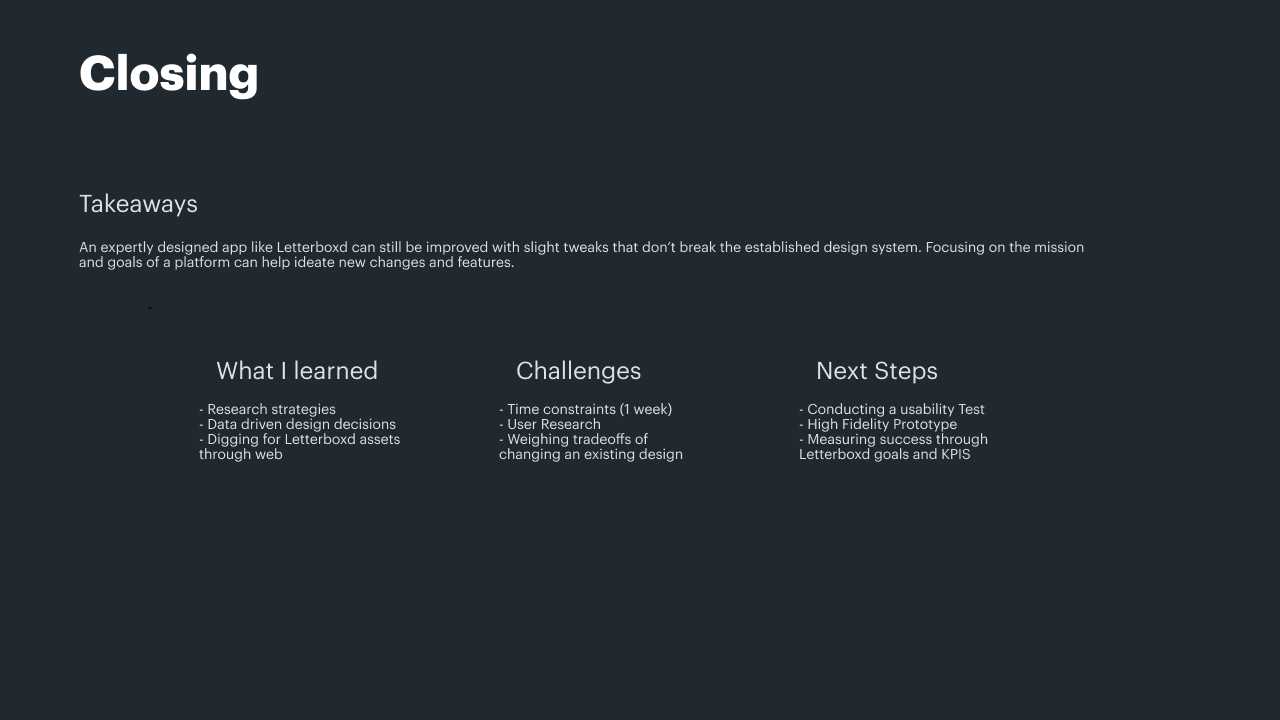 Closing
Takeaways
An expertly designed app like Letterboxd can still be improved with slight tweaks that don’t break the established design system. Focusing on the mission
and goals of a platform can help ideate new changes and features.
-
What I learned
- Research strategies
- Data driven design decisions
- Digging for Letterboxd assets
through web
Challenges
- Time constraints (1 week)
- User Research
- Weighing tradeoffs of
changing an existing design
Next Steps
- Conducting a usability Test
- High Fidelity Prototype
- Measuring success through
Letterboxd goals and KPIS